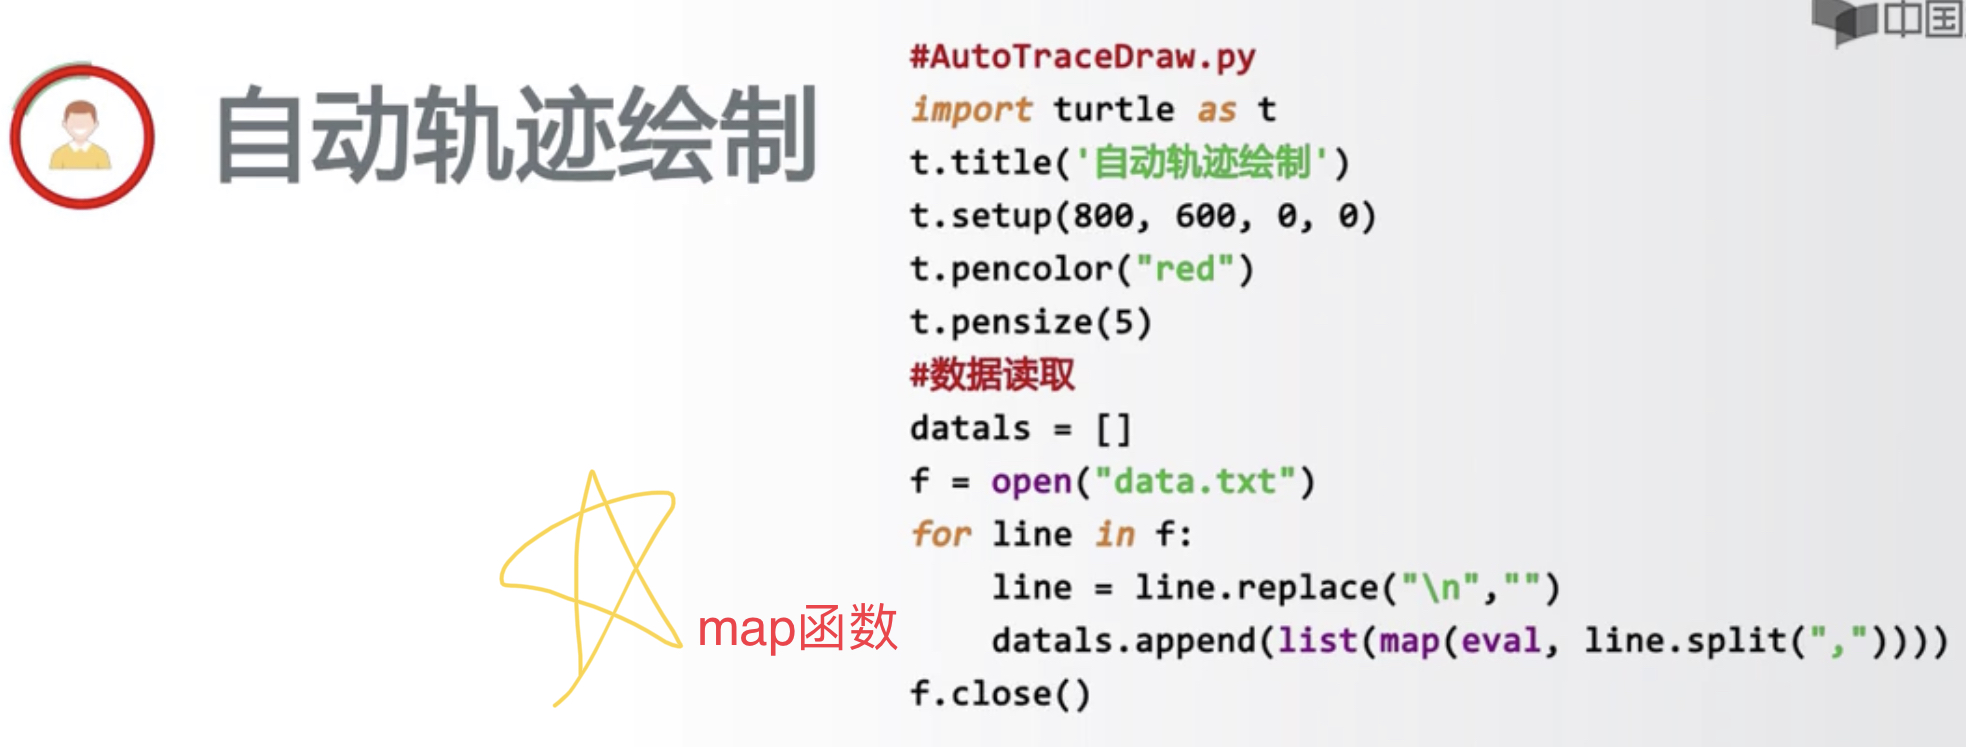 中国
自动轨迹绘制
#AutoTraceDraw.py
import turtle as t
t.title('自动轨迹绘制')
t.setup(800, 600, 0, 0)
t.pencolor("red")
t.pensize(5)
#数据读取
datals = []
f = open("data.txt")
for line in f:
    line = line.replace("\n","")
    datals.append(list(map(eval, line.split(","))))
f.close()
map函数